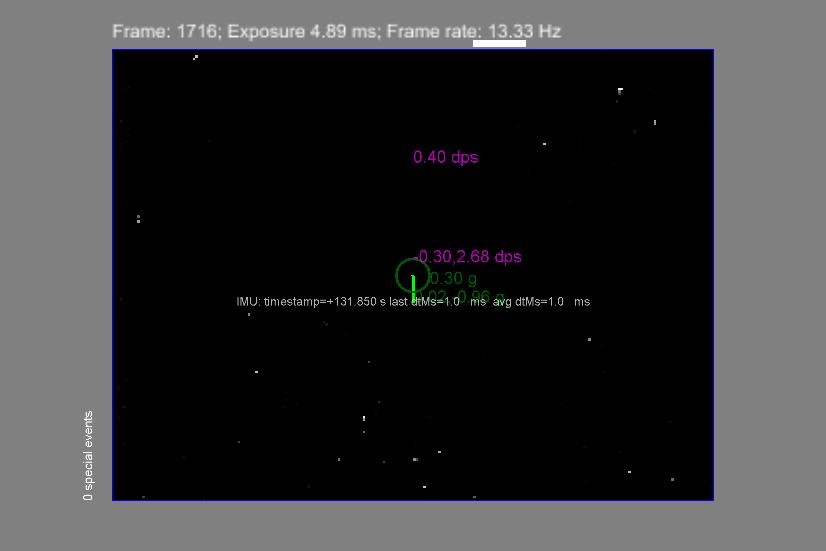 Frame: 1716; Exposure 4.89 ms; Frame rate: 13.33 Hz
0.40 dps
-0.30,2.68 dps
0.30 g
IMU: timestamp=+131.850 s last dtMs=1.0 ms avg dtMs=1.0 ms
0 special events